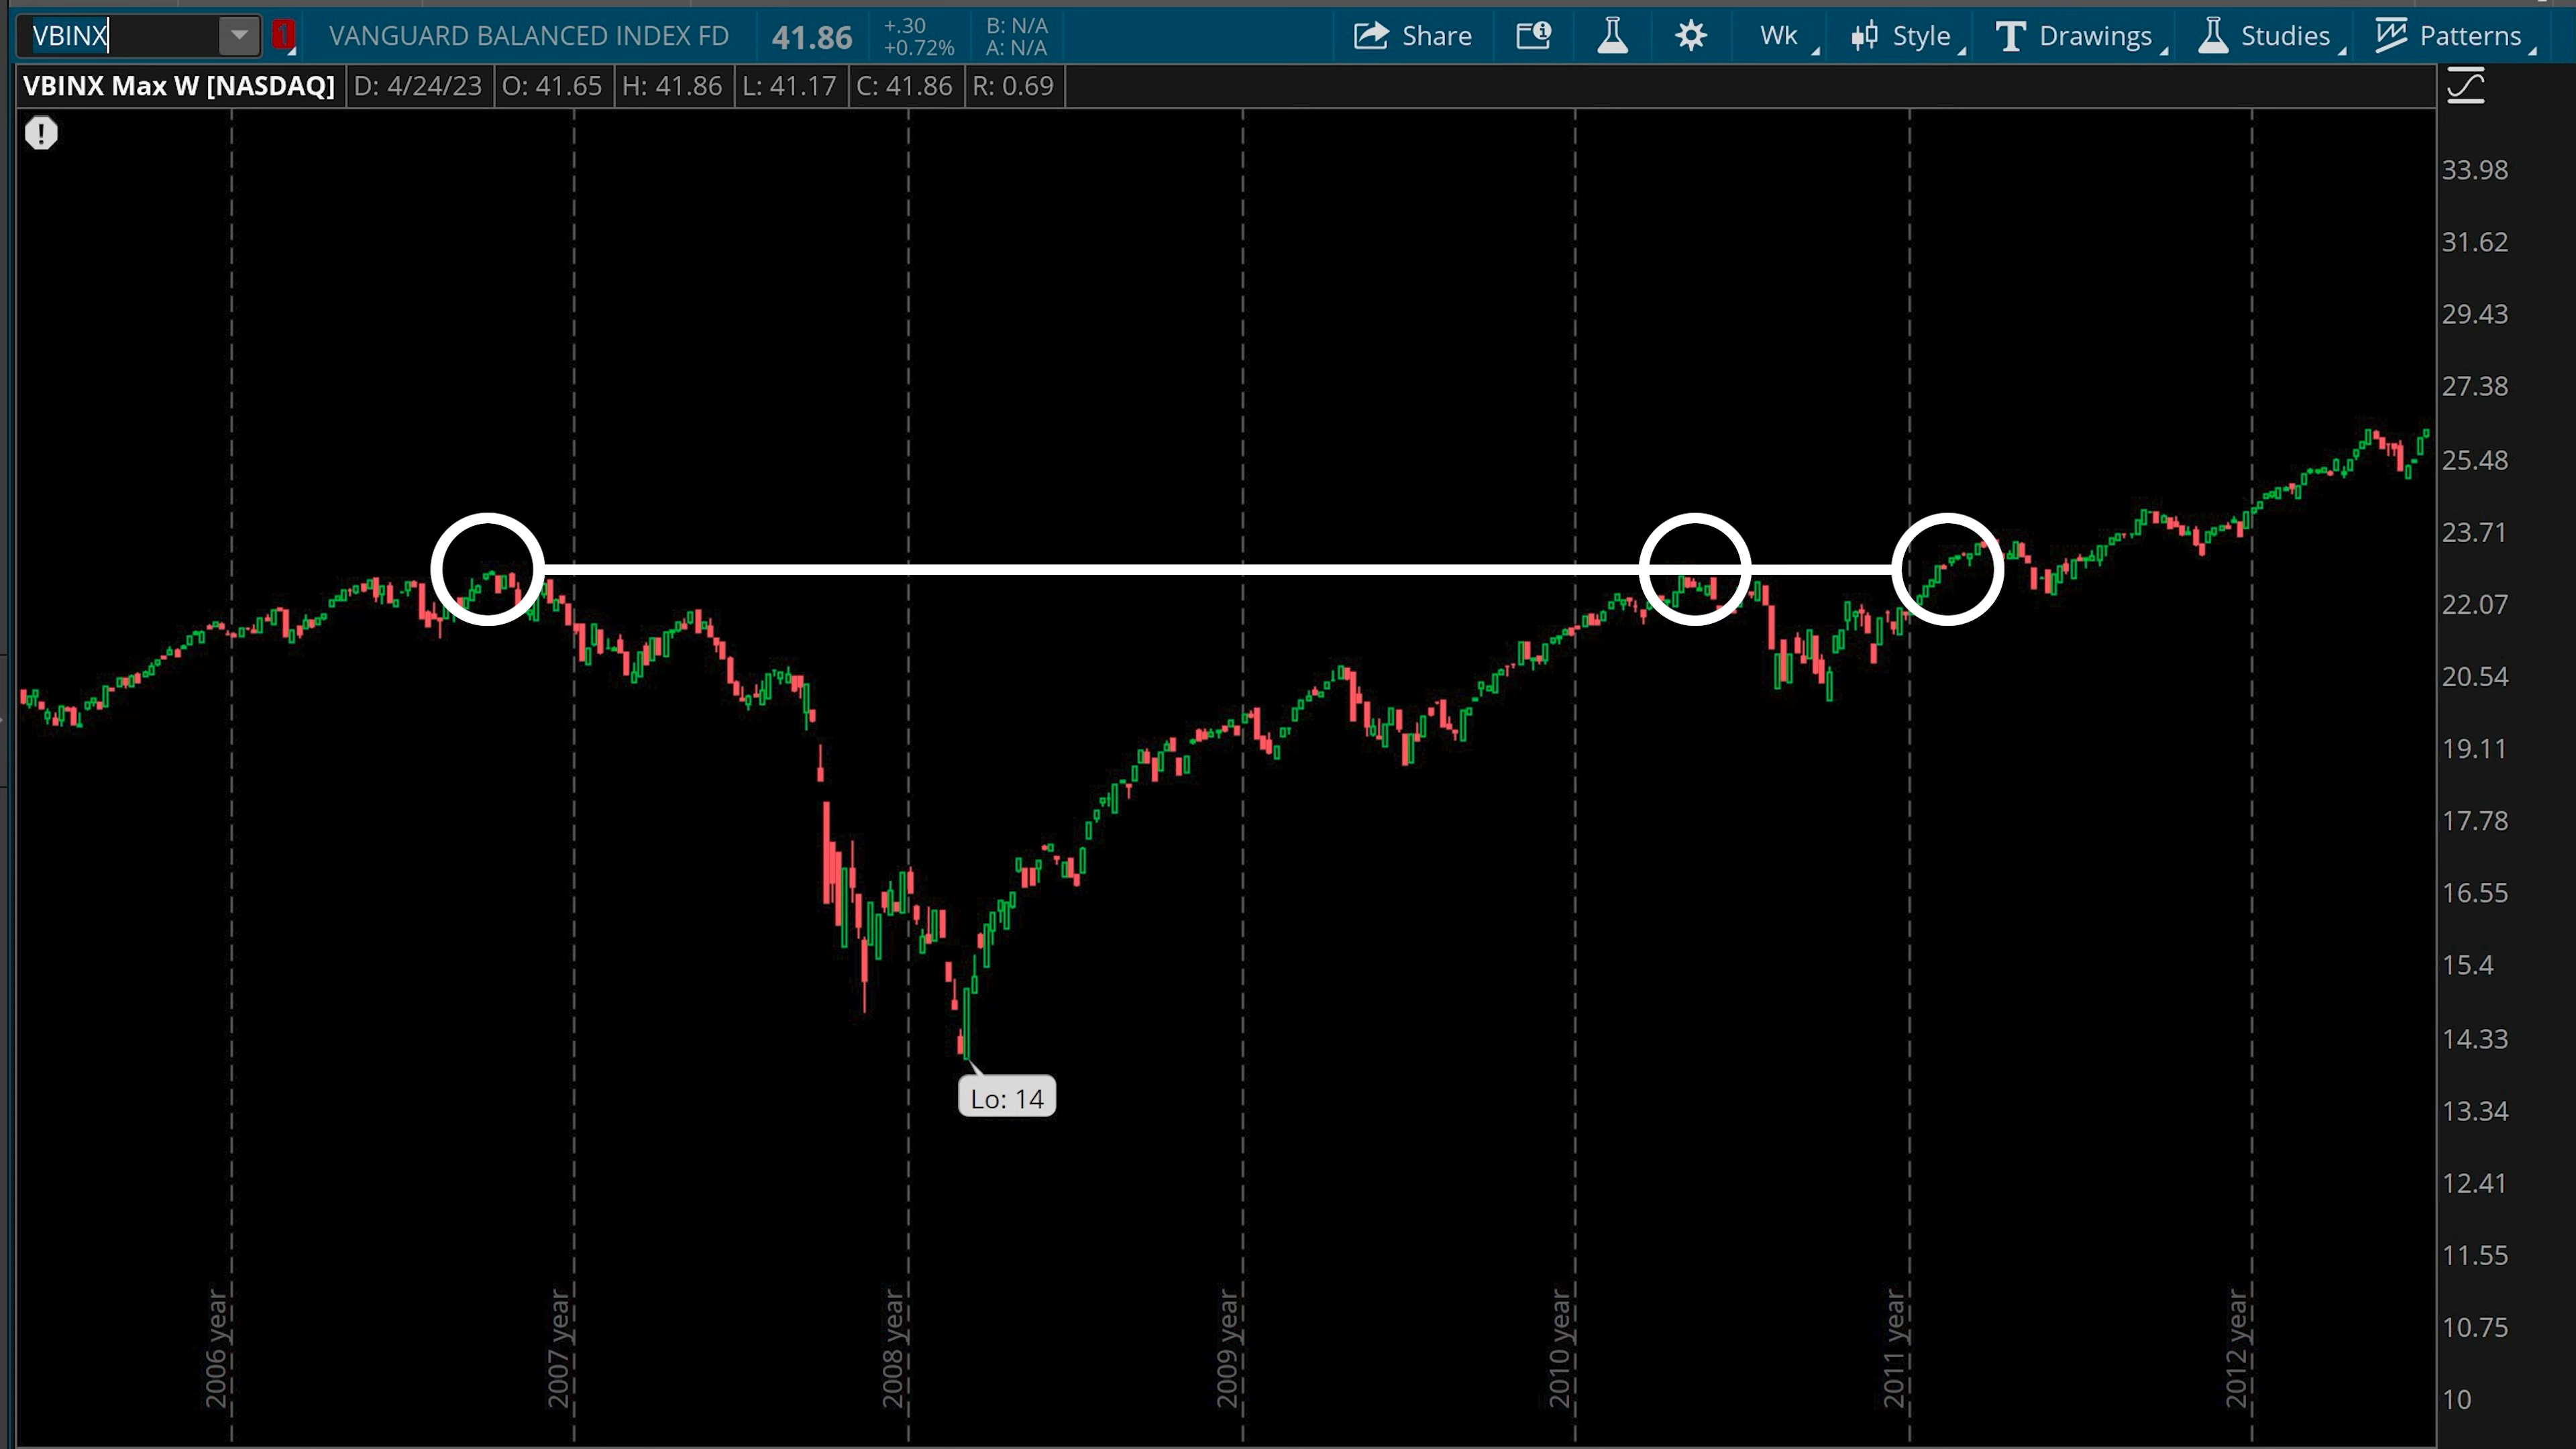 VBINX
1
VANGUARD BALANCED INDEX FD
41.86
+.30
+0.72%
B: N/A
A: N/A
Share
Wk
Style
Drawings
Studies
Patterns
VBINX Max W [NASDAQ]
D: 4/24/23
O: 41.65
H: 41.86
L: 41.17
C: 41.86
R: 0.69
33.98
31.62
29.43
27.38
25.48
23.71
22.07
20.54
19.11
17.78
16.55
15.4
14.33
13.34
12.41
11.55
10.75
10
Lo: 14
2006 year
2007 year
2008 year
2009 year
2010 year
2011 year
2012 year